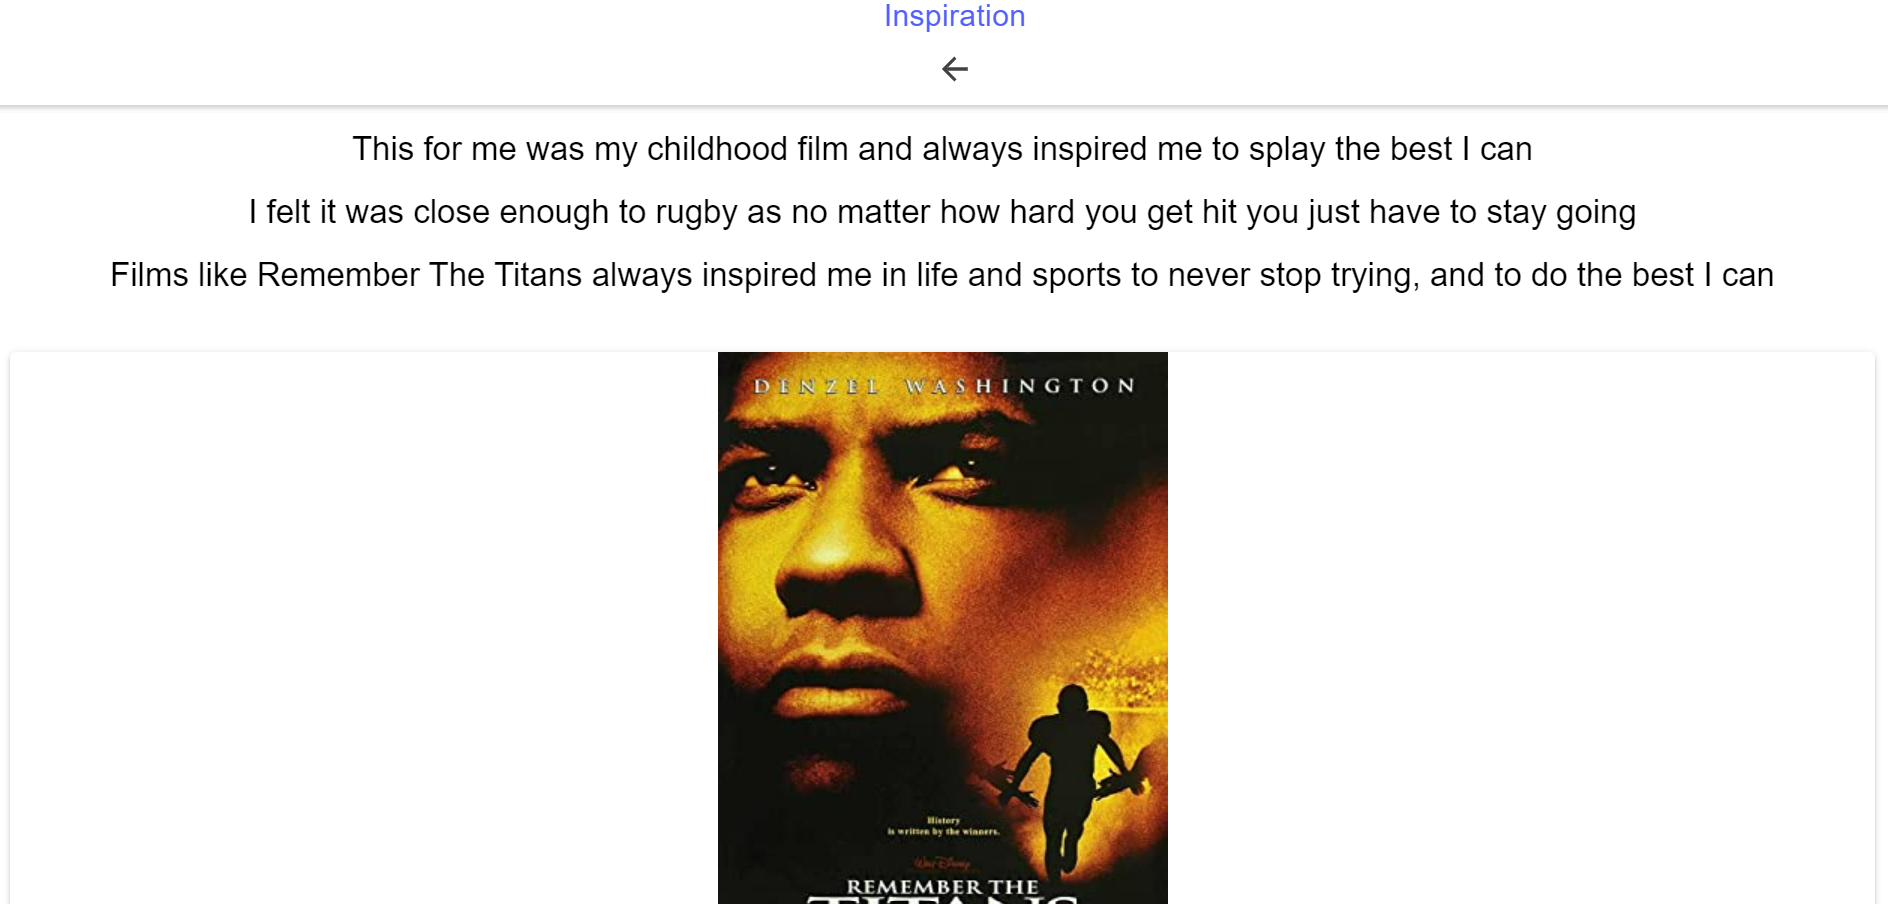 Inspiration
This for me was my childhood film and always inspired me to splay the best I can
I felt it was close enough to rugby as no matter how hard you get hit you just have to stay going
Films like Remember The Titans always inspired me in life and sports to never stop trying, and to do the best I can
DENZEL WASHINGTON
History
is written by the winners.
Walt Disney
REMEMBER THE
TITANS